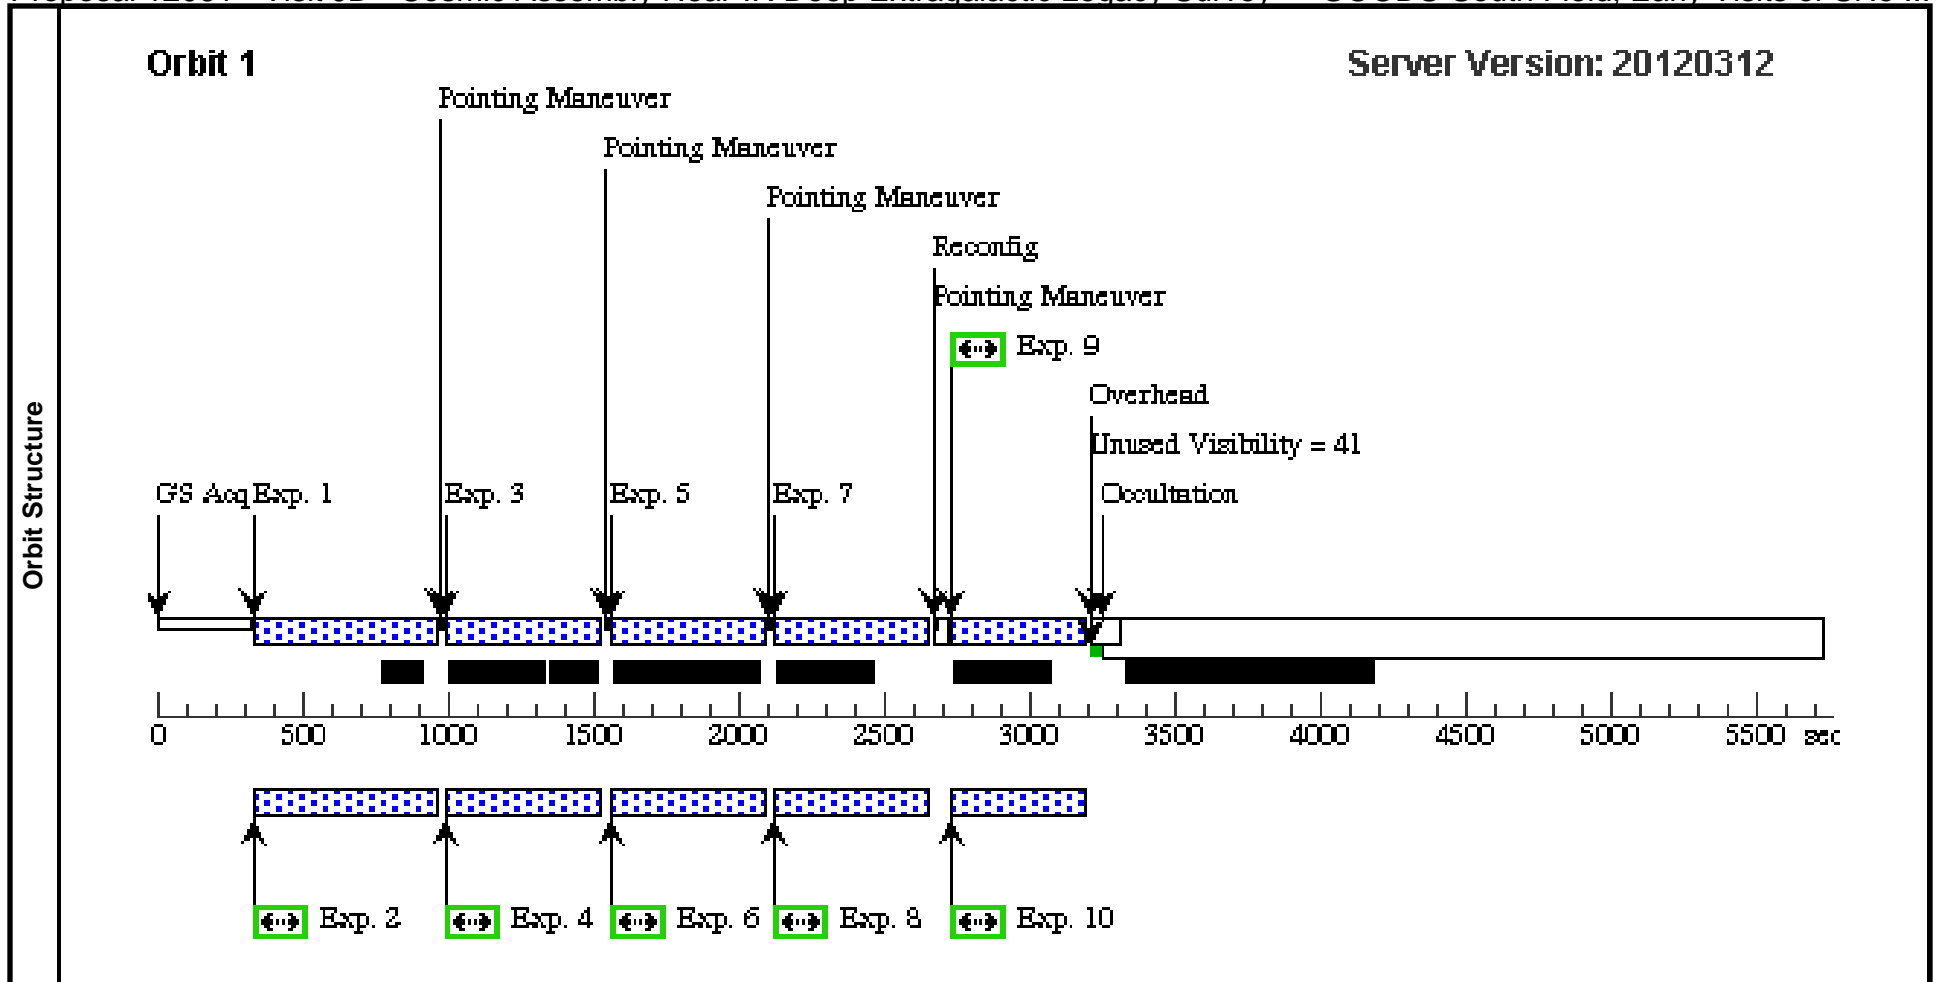 Orbit 1
Server Version: 20120312
Pointing Maneuver
Pointing Maneuver
Pointing Maneuver
Reconfig
Pointing Maneuver
Exp. 9
Overhead
Unused Visibility = 41
GS Acq Exp. 1 Exp. 3 Exp. 5 Exp. 7 Occultation
Orbit Structure
0 500 1000 1500 2000 2500 3000 3500 4000 4500 5000 5500 sec
Exp. 2 Exp. 4 Exp. 6 Exp. 8 Exp. 10